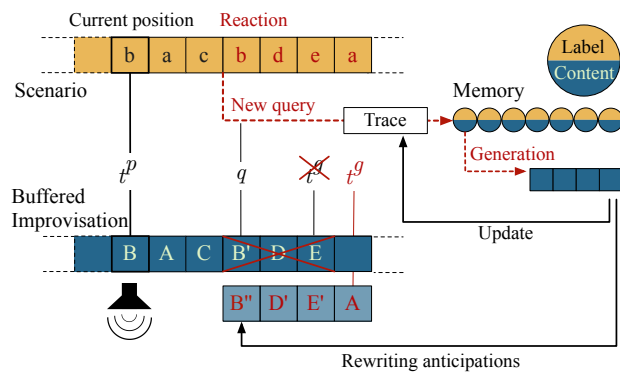 Current position
Reaction
b a c b d e a
Label
Content
Scenario
Memory
New query
Trace
Generation
t^p
q
t^g
t^g
Buffered
Improvisation
Update
B A C B' D E
B" D' E' A
Rewriting anticipations